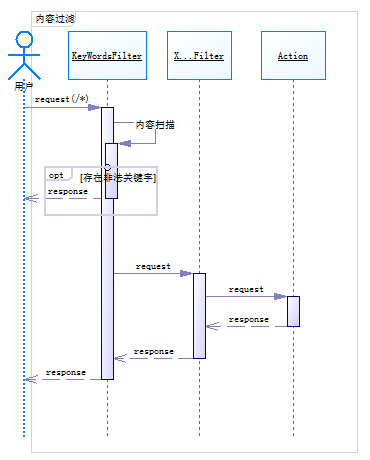 内容过滤
用户
KeyWordsFilter
X...Filter
Action
request(/*)
内容扫描
opt
[存在非法关键字]
response
request
request
response
response
response